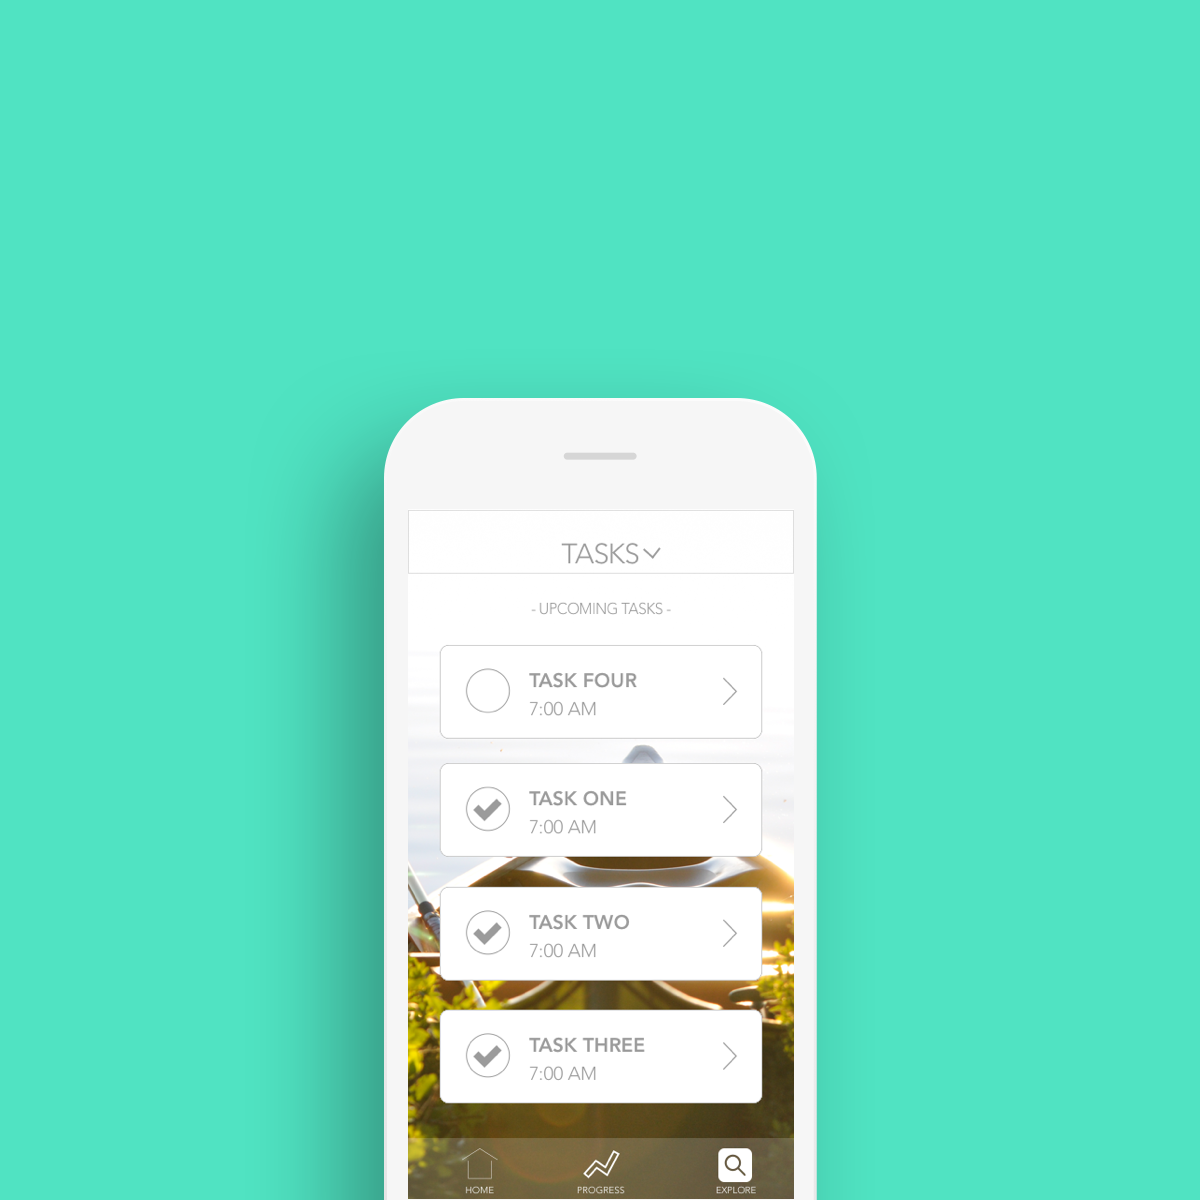 TASKS
- UPCOMING TASKS -
TASK FOUR
7:00 AM
TASK ONE
7:00 AM
TASK TWO
7:00 AM
TASK THREE
7:00 AM
HOME PROGRESS EXPLORE